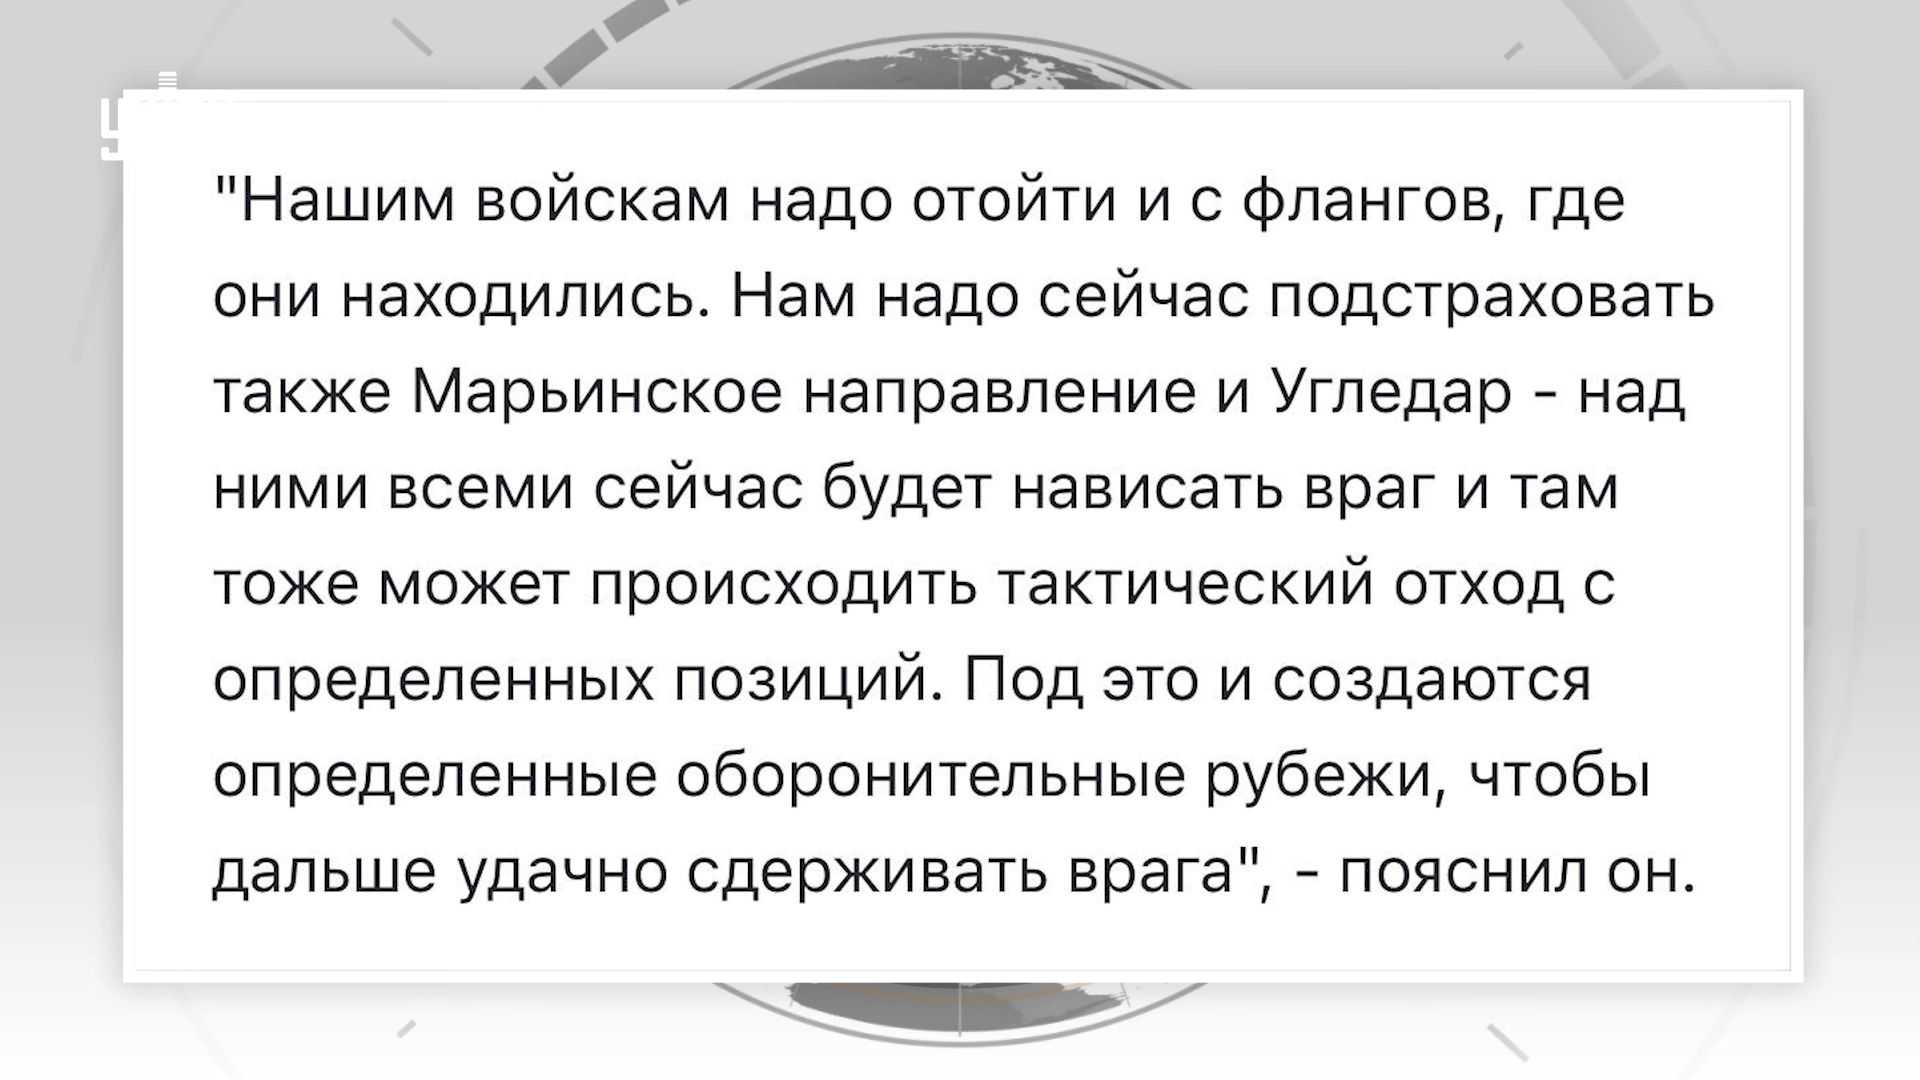 "Нашим войскам надо отойти и с флангов, где
они находились. Нам надо сейчас подстраховать
также Марьинское направление и Угледар - над
ними всеми сейчас будет нависать враг и там
тоже может происходить тактический отход с
определенных позиций. Под это и создаются
определенные оборонительные рубежи, чтобы
дальше удачно сдерживать врага", - пояснил он.